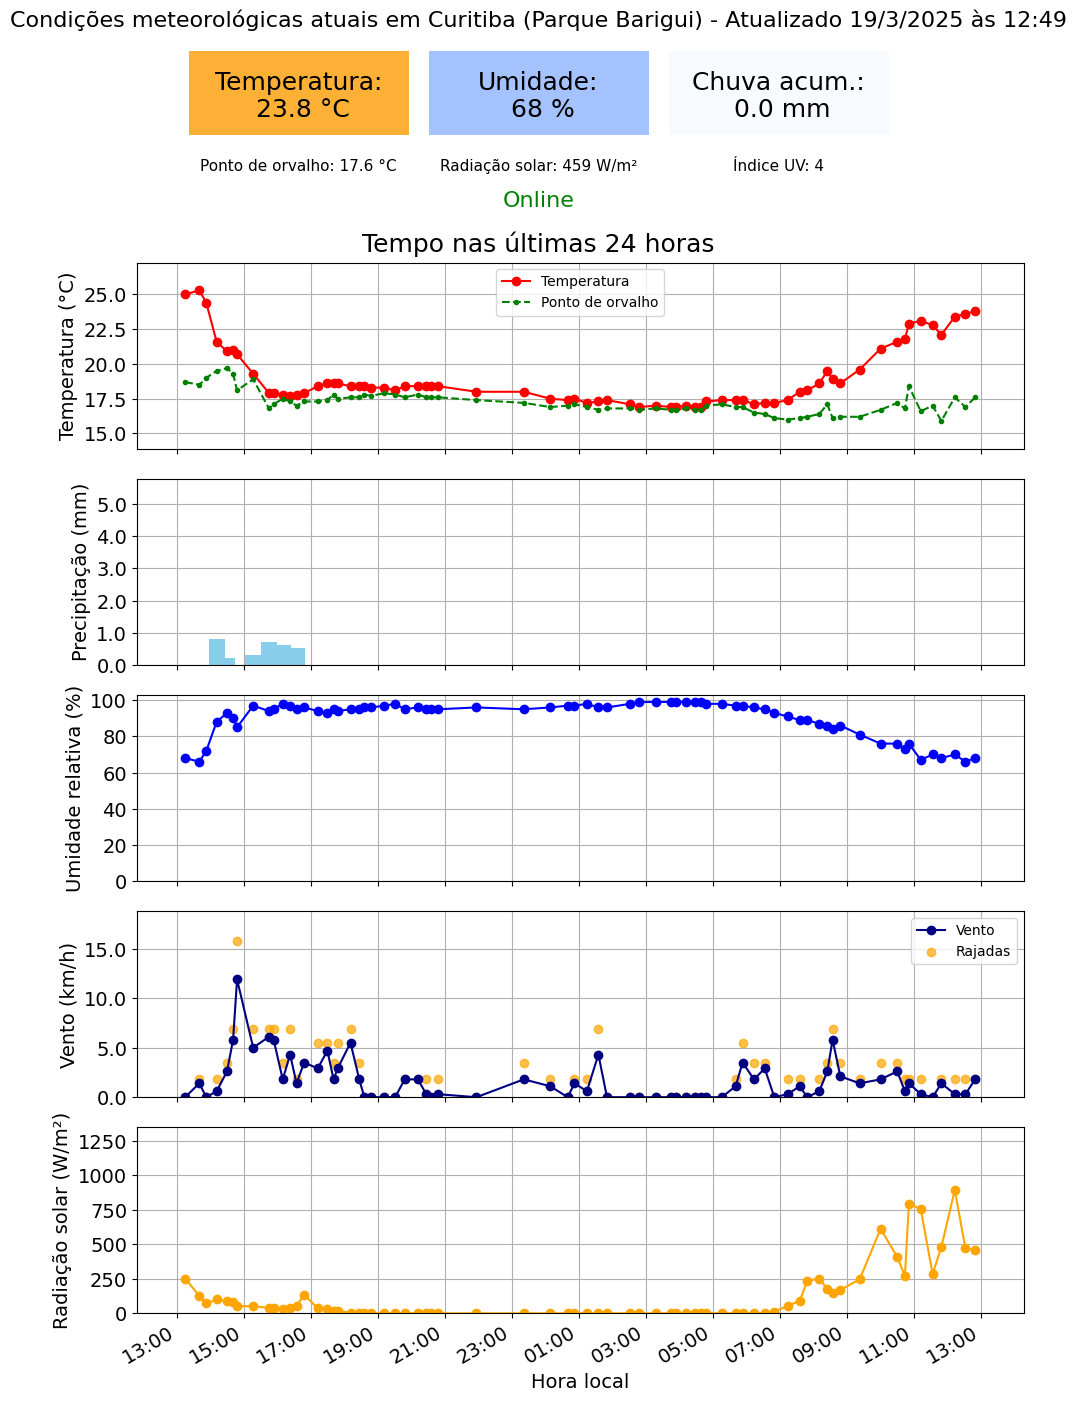 Condições meteorológicas atuais em Curitiba (Parque Barigui) - Atualizado 19/3/2025 às 12:49
Temperatura:
23.8 °C
Umidade:
68 %
Chuva acum.:
0.0 mm
Ponto de orvalho: 17.6 °C
Radiação solar: 459 W/m²
Índice UV: 4
Online
Tempo nas últimas 24 horas
Temperatura (°C)
25.0
22.5
20.0
17.5
15.0
Temperatura
Ponto de orvalho
Precipitação (mm)
5.0
4.0
3.0
2.0
1.0
0.0
Umidade relativa (%)
100
80
60
40
20
0
Vento (km/h)
15.0
10.0
5.0
0.0
Vento
Rajadas
Radiação solar (W/m²)
1250
1000
750
500
250
0
13:00
15:00
17:00
19:00
21:00
23:00
01:00
03:00
05:00
07:00
09:00
11:00
13:00
Hora local